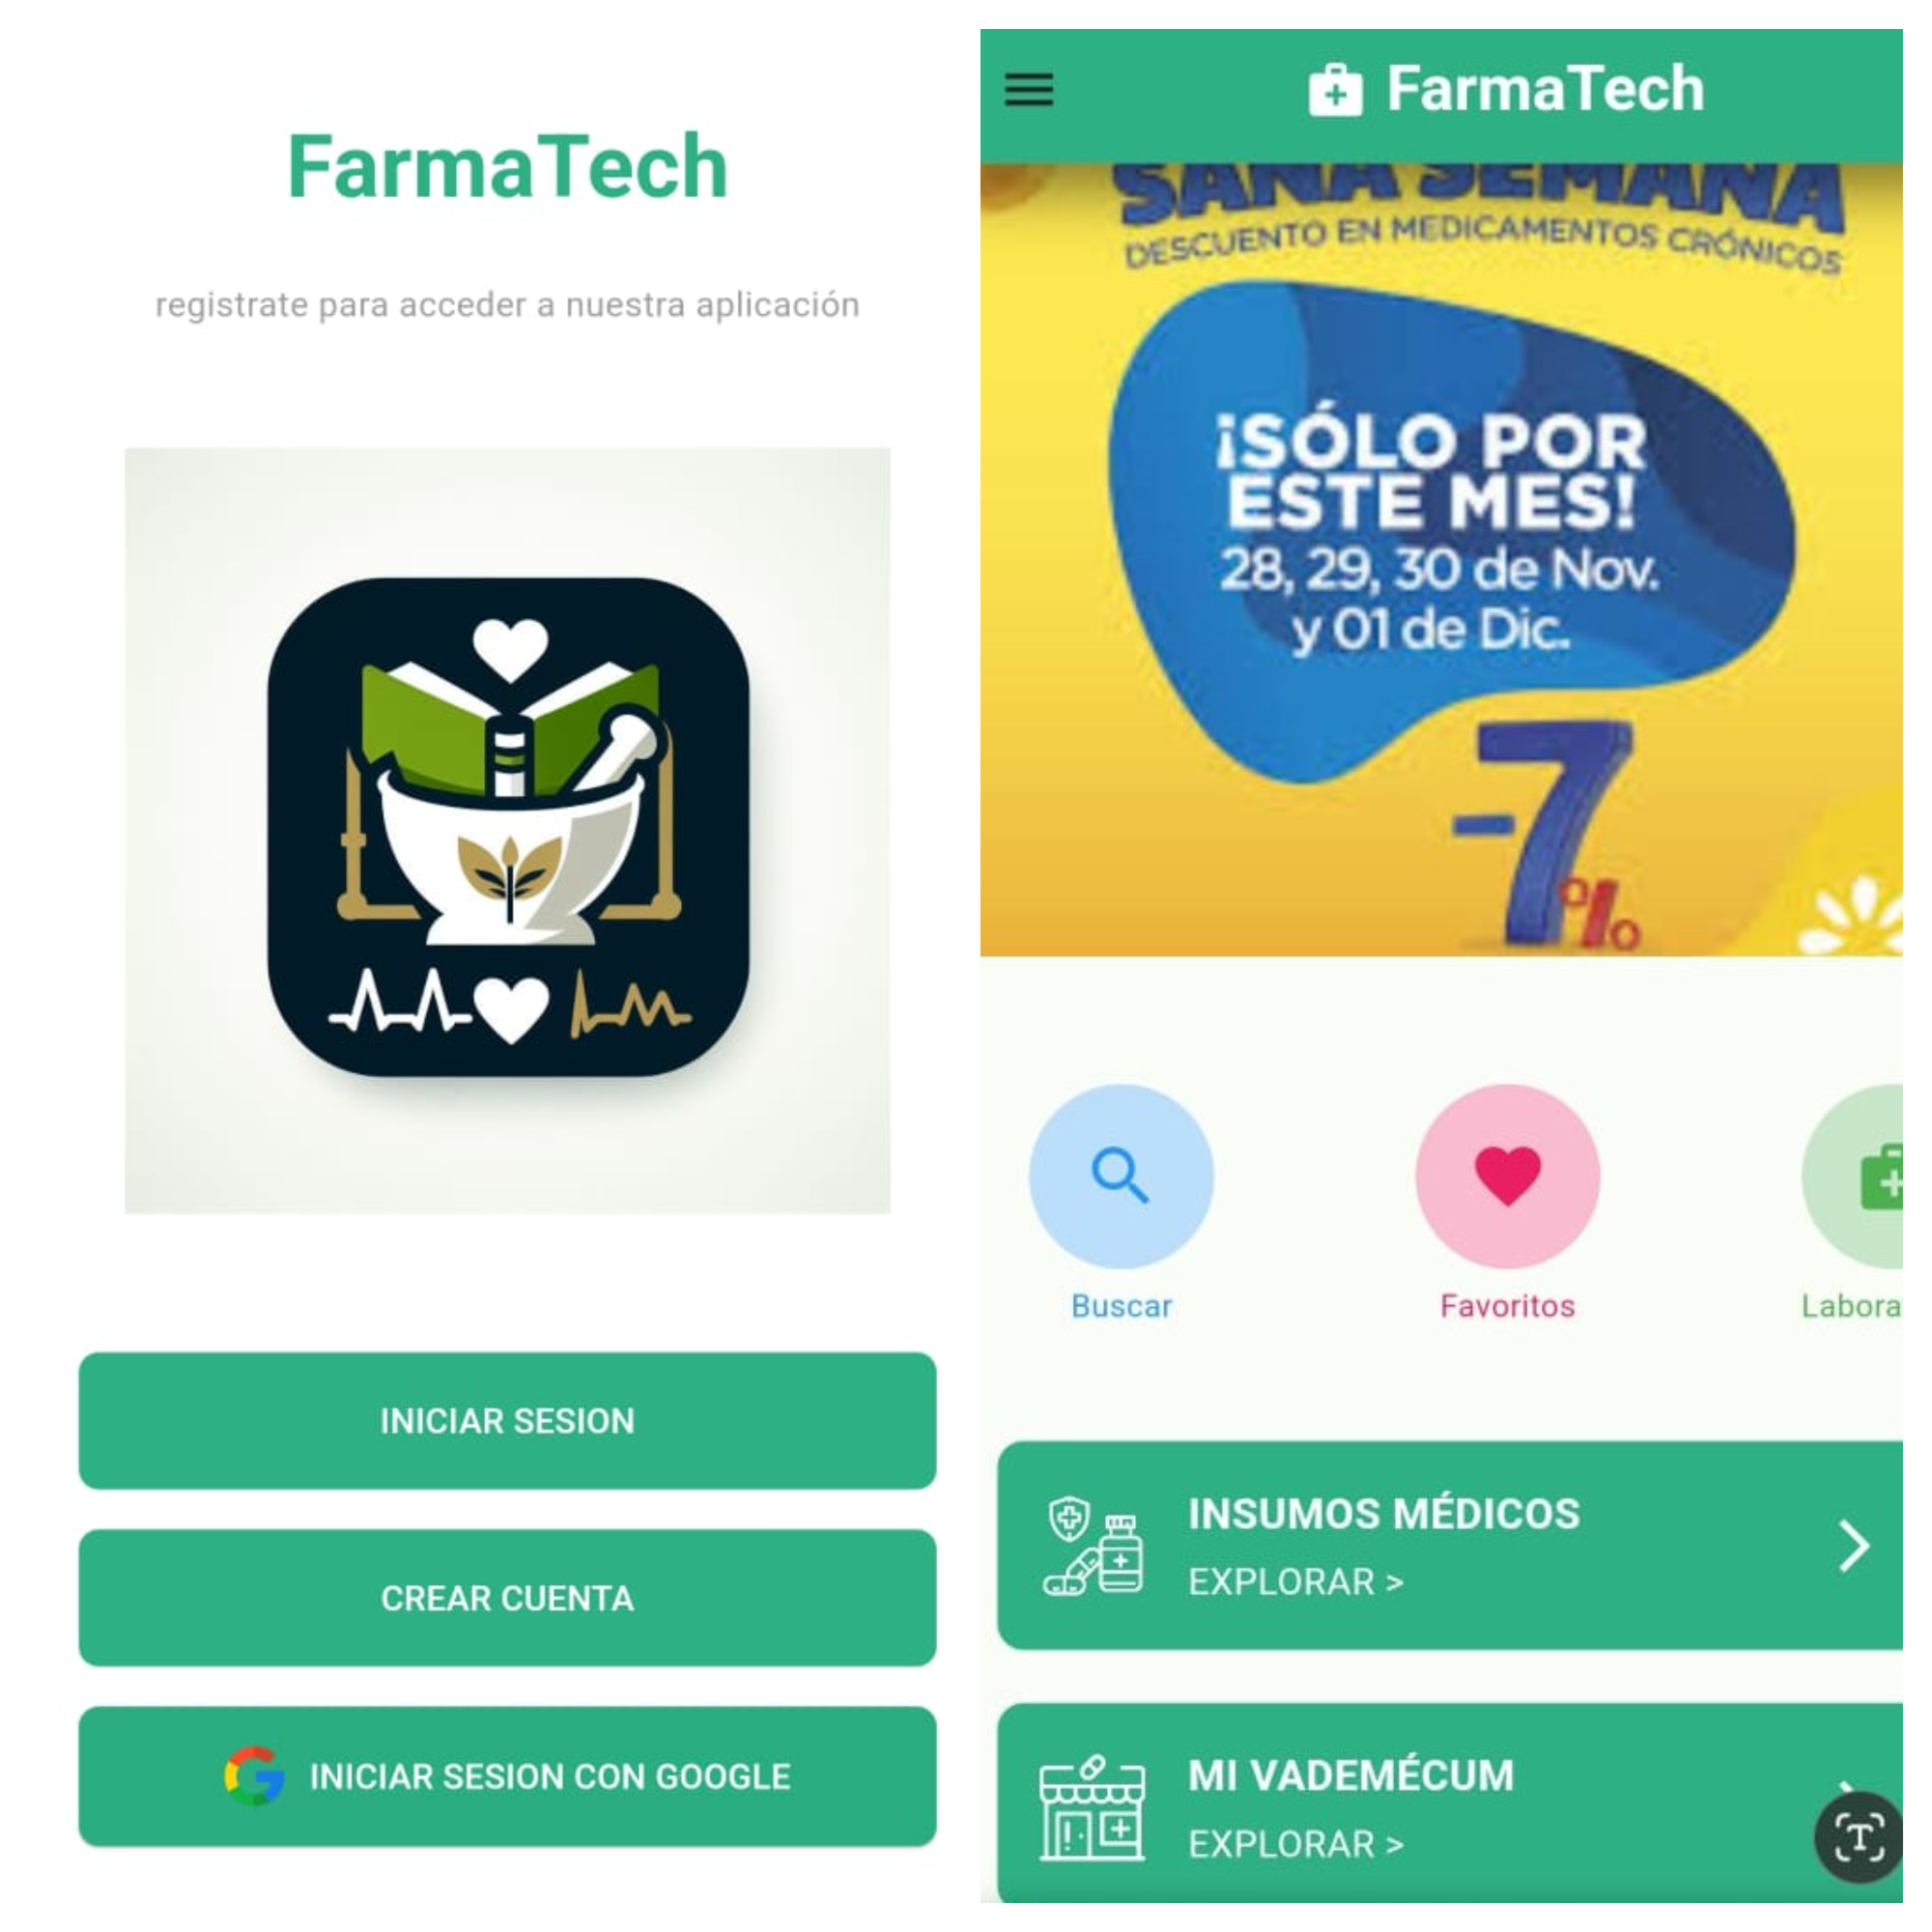 FarmaTech
registrate para acceder a nuestra aplicación
INICIAR SESION
CREAR CUENTA
INICIAR SESION CON GOOGLE
FarmaTech
SANA SEMANA
DESCUENTO EN MEDICAMENTOS CRÓNICOS
¡SÓLO POR
ESTE MES!
28, 29, 30 de Nov.
y 01 de Dic.
-7%
Buscar
Favoritos
Labora
INSUMOS MÉDICOS
EXPLORAR >
MI VADEMÉCUM
EXPLORAR >